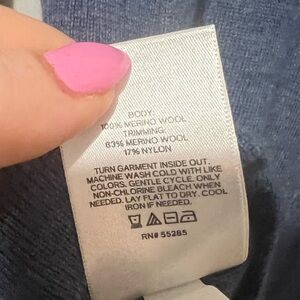 BODY:
100% MERINO WOOL
TRIMMING:
83% MERINO WOOL
17% NYLON
TURN GARMENT INSIDE OUT.
MACHINE WASH COLD WITH LIKE
COLORS. GENTLE CYCLE. ONLY
NON-CHLORINE BLEACH WHEN
NEEDED. LAY FLAT TO DRY. COOL
IRON IF NEEDED.
RN# 55285